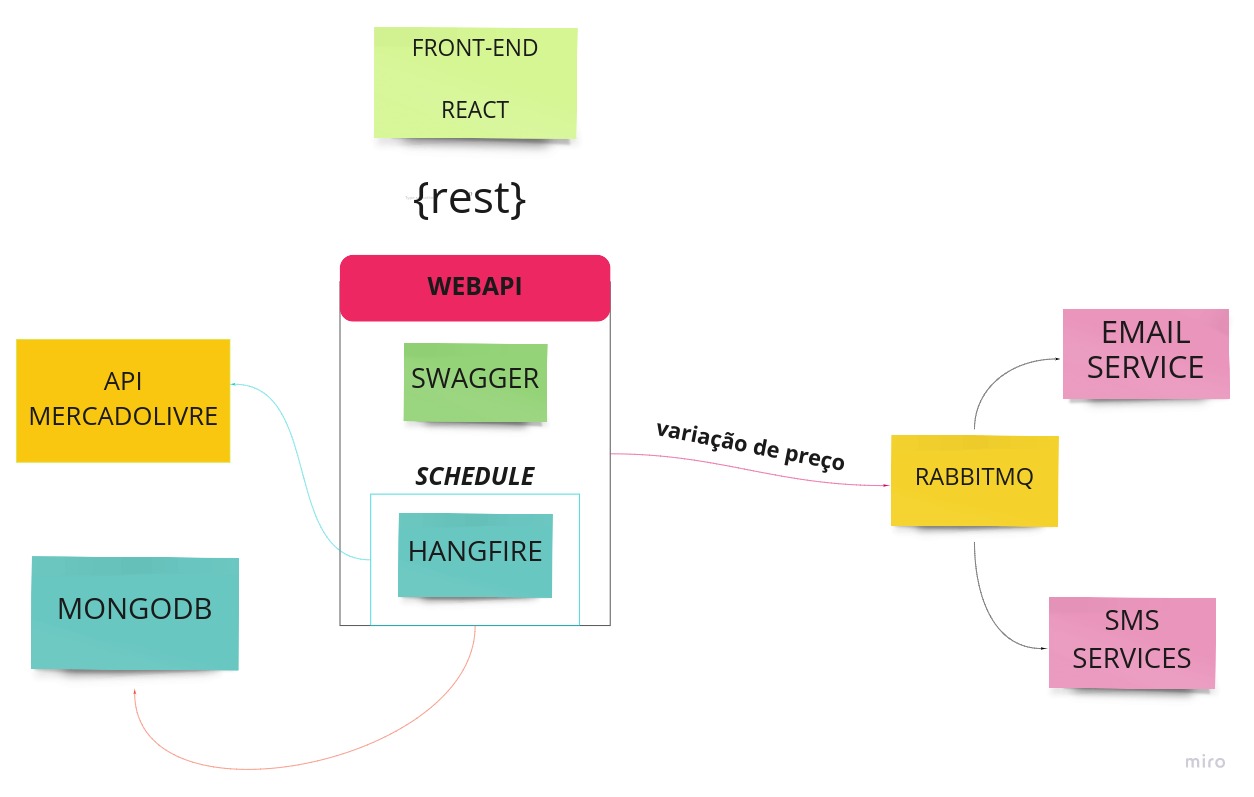 FRONT-END
REACT
{rest}
WEBAPI
SWAGGER
SCHEDULE
HANGFIRE
API
MERCADOLIVRE
MONGODB
variação de preço
RABBITMQ
EMAIL
SERVICE
SMS
SERVICES
miro